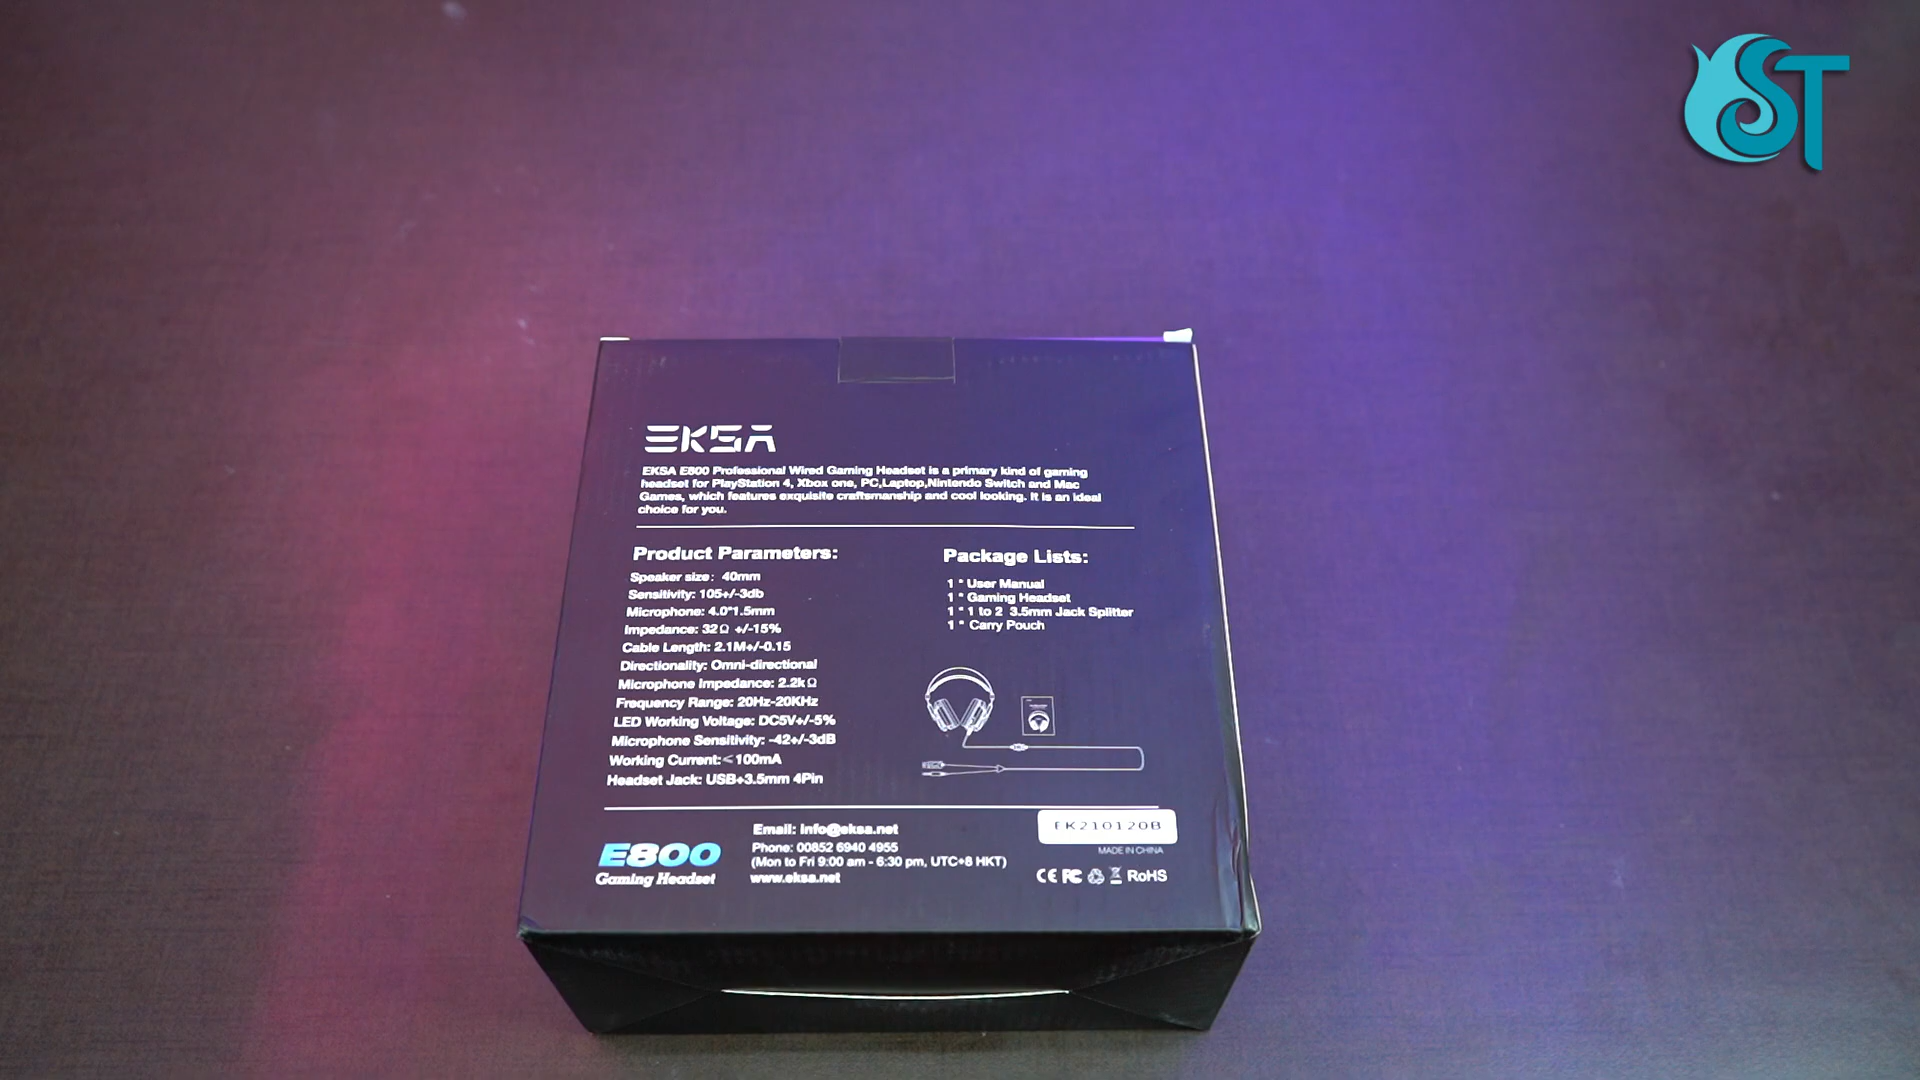 ST
EKSA
EKSA E800 Professional Wired Gaming Headset is a primary kind of gaming
headset for PlayStation 4, Xbox one, PC,Laptop,Nintendo Switch and Mac
Games, which features exquisite craftsmanship and cool looking. It is an ideal
choice for you.
Product Parameters:
Speaker size: 40mm
Sensitivity: 105+/-3db
Microphone: 4.0*1.5mm
Impedance: 32Ω +/-15%
Cable Length: 2.1M+/-0.15
Directionality: Omni-directional
Microphone Impedance: 2.2kΩ
Frequency Range: 20Hz-20KHz
LED Working Voltage: DC5V+/-5%
Microphone Sensitivity: -42+/-3dB
Working Current:<100mA
Headset Jack: USB+3.5mm 4Pin
Package Lists:
1 * User Manual
1 * Gaming Headset
1 * 1 to 2 3.5mm Jack Splitter
1 * Carry Pouch
E800
Gaming Headset
Email: info@eksa.net
Phone: 00852 6940 4955
(Mon to Fri 9:00 am - 6:30 pm, UTC+8 HKT)
www.eksa.net
EK210120B
MADE IN CHINA
CE FC RoHS